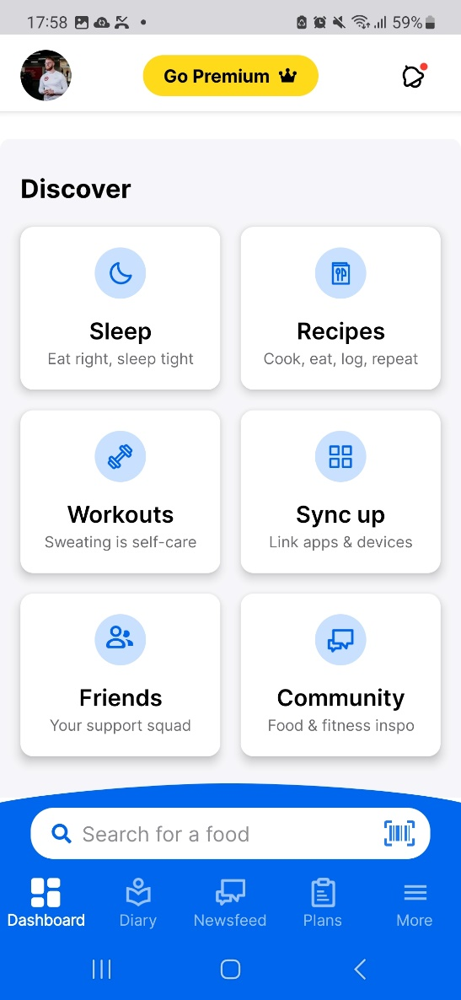 17:58 59%
Go Premium
Discover
Sleep
Eat right, sleep tight
Recipes
Cook, eat, log, repeat
Workouts
Sweating is self-care
Sync up
Link apps & devices
Friends
Your support squad
Community
Food & fitness inspo
Search for a food
Dashboard Diary Newsfeed Plans More